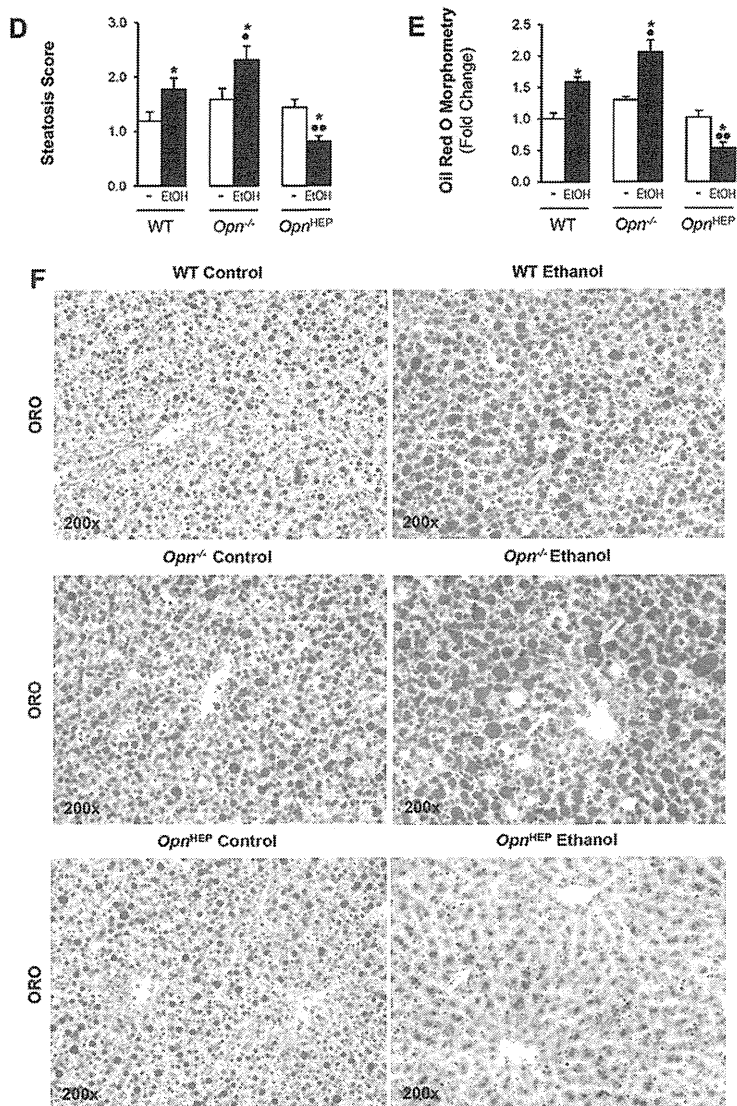 D
Steatosis Score
3.0
2.0
1.0
0.0
*
*
•
*
••
- EtOH - EtOH - EtOH
WT Opn-/- OpnHEP
E
Oil Red O Morphometry
(Fold Change)
2.5
2.0
1.5
1.0
0.5
0.0
*
*
•
*
••
- EtOH - EtOH - EtOH
WT Opn-/- OpnHEP
F
WT Control WT Ethanol
ORO
200x 200x
Opn-/- Control Opn-/- Ethanol
ORO
200x 200x
OpnHEP Control OpnHEP Ethanol
ORO
200x 200x